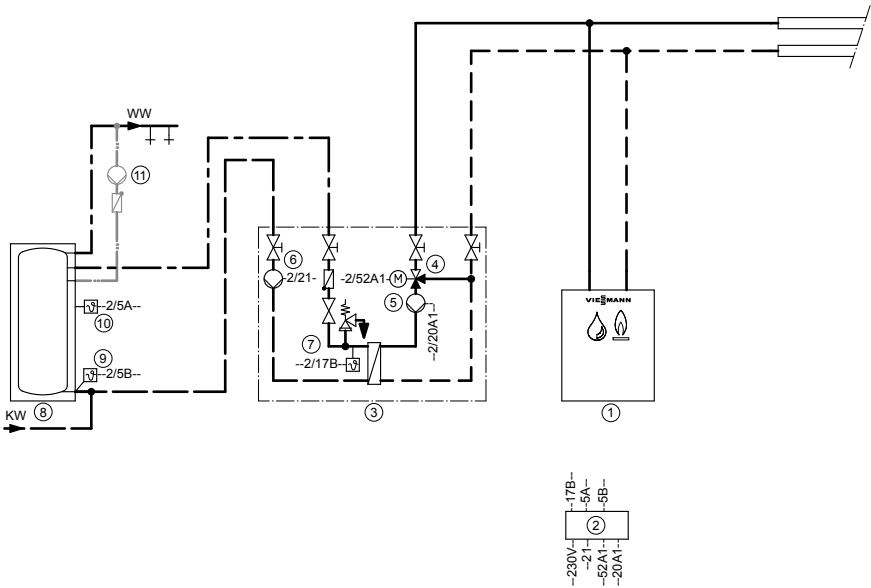 WW
11
6
-2/21-
-2/52A1-
M
4
5
--2/20A1--
VIESMANN
--2/5A--
10
9
--2/5B--
7
--2/17B--
8
3
1
KW
--17B--
--5A--
--5B--
2
--230V--
--21--
--52A1--
--20A1--